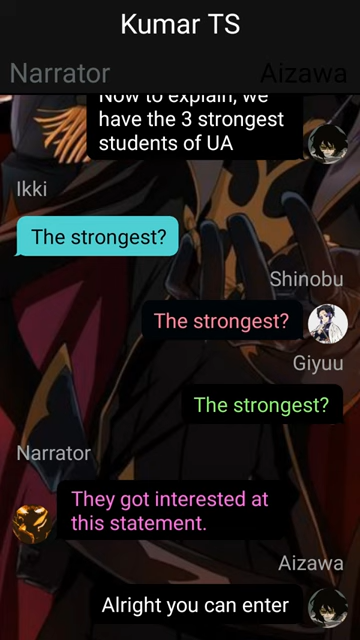 Kumar TS
Narrator
Aizawa
Now to explain, we
have the 3 strongest
students of UA
Ikki
The strongest?
Shinobu
The strongest?
Giyuu
The strongest?
Narrator
They got interested at
this statement.
Aizawa
Alright you can enter